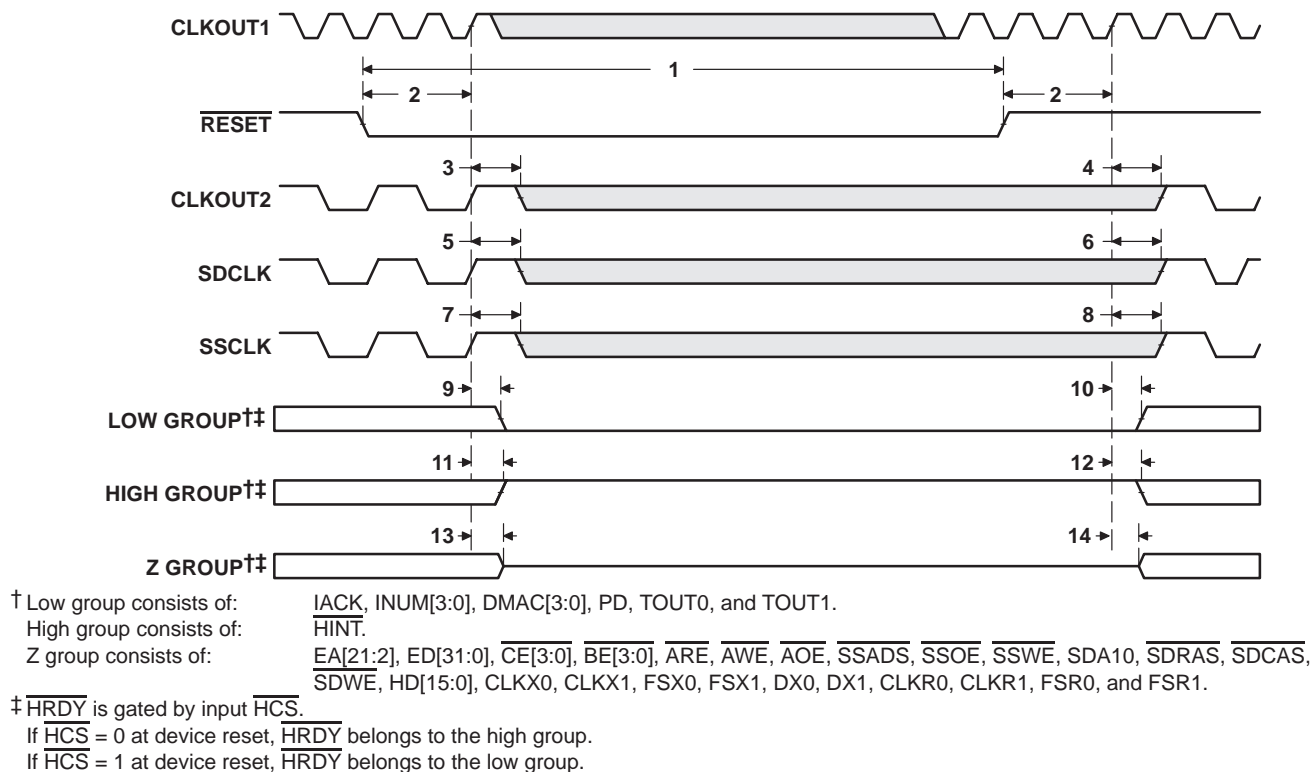 CLKOUT1
1
2 2
RESET
3 4
CLKOUT2
5 6
SDCLK
7 8
SSCLK
9 10
LOW GROUP†‡
11 12
HIGH GROUP†‡
13 14
Z GROUP†‡
† Low group consists of: IACK, INUM[3:0], DMAC[3:0], PD, TOUT0, and TOUT1.
High group consists of: HINT.
Z group consists of: EA[21:2], ED[31:0], CE[3:0], BE[3:0], ARE, AWE, AOE, SSADS, SSOE, SSWE, SDA10, SDRAS, SDCAS,
SDWE, HD[15:0], CLKX0, CLKX1, FSX0, FSX1, DX0, DX1, CLKR0, CLKR1, FSR0, and FSR1.
‡ HRDY is gated by input HCS.
If HCS = 0 at device reset, HRDY belongs to the high group.
If HCS = 1 at device reset, HRDY belongs to the low group.